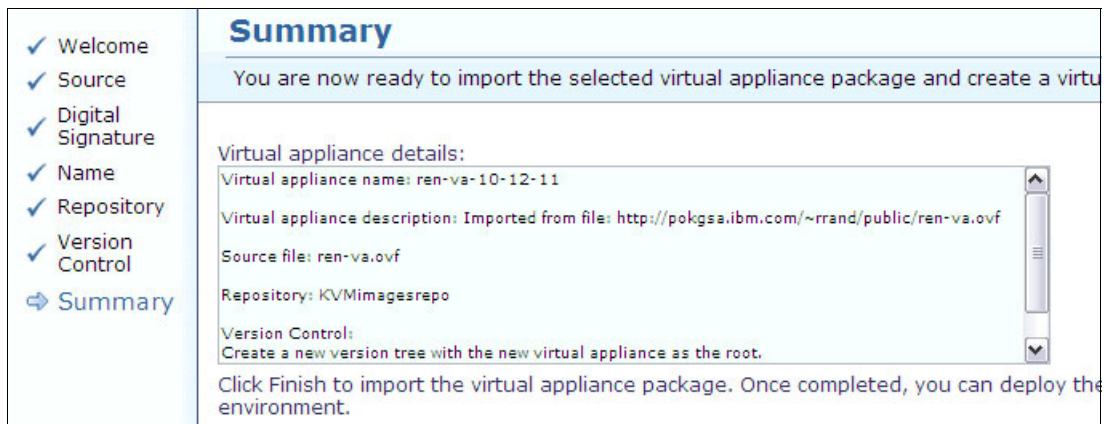 Welcome
Source
Digital
Signature
Name
Repository
Version
Control
Summary
Summary
You are now ready to import the selected virtual appliance package and create a virtu
Virtual appliance details:
Virtual appliance name: ren-va-10-12-11
Virtual appliance description: Imported from file: http://pokgsa.ibm.com/~rrand/public/ren-va.ovf
Source file: ren-va.ovf
Repository: KVMimagesrepo
Version Control:
Create a new version tree with the new virtual appliance as the root.
Click Finish to import the virtual appliance package. Once completed, you can deploy the
environment.